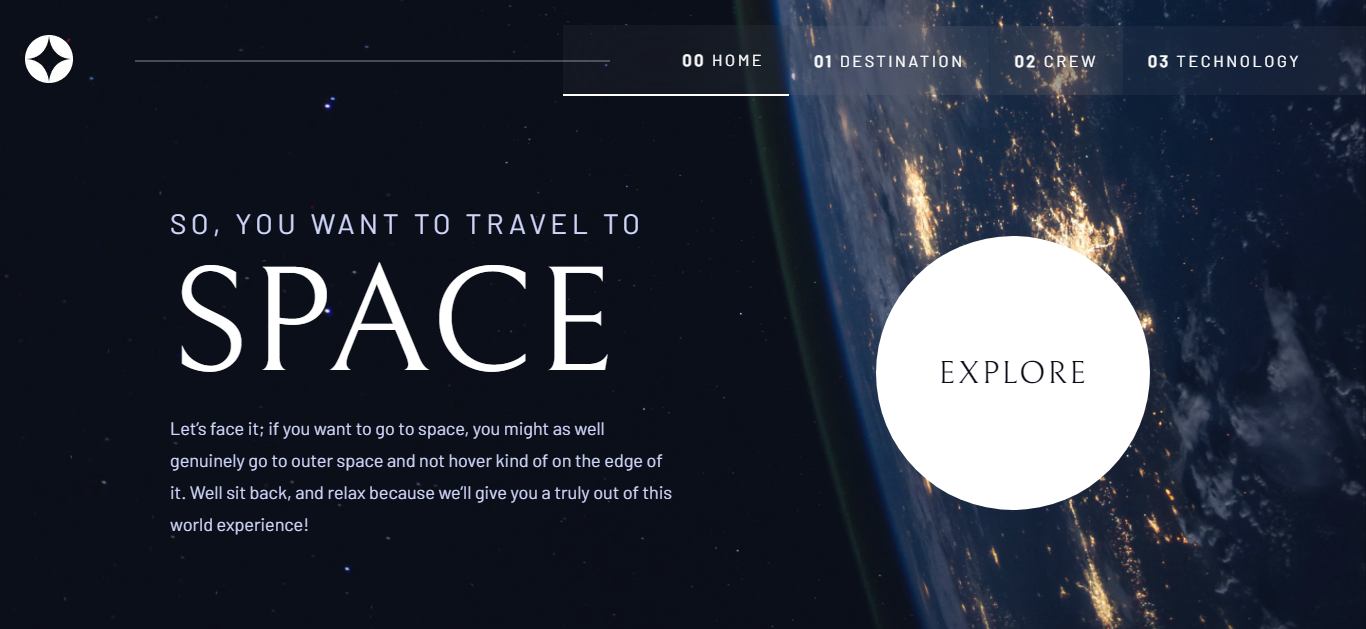 00 HOME 01 DESTINATION 02 CREW 03 TECHNOLOGY
SO, YOU WANT TO TRAVEL TO
SPACE
Let’s face it; if you want to go to space, you might as well
genuinely go to outer space and not hover kind of on the edge of
it. Well sit back, and relax because we’ll give you a truly out of this
world experience!
EXPLORE